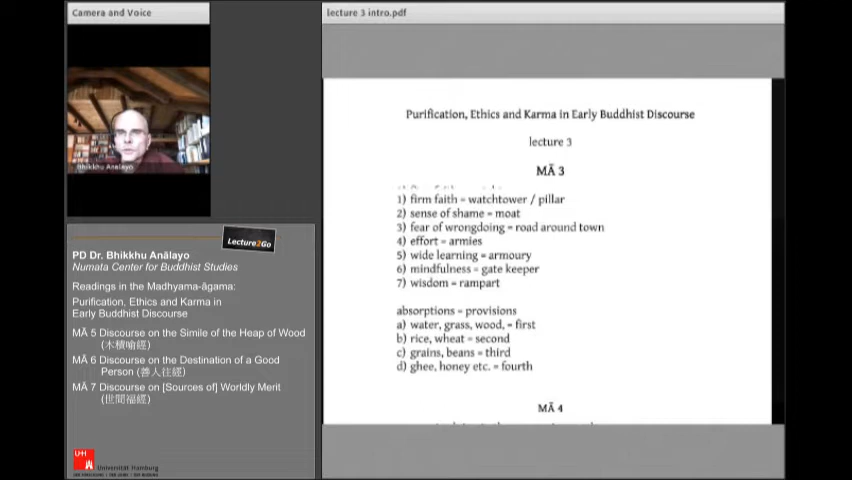 Camera and Voice
Bhikkhu Anālayo
Lecture2Go
PD Dr. Bhikkhu Anālayo
Numata Center for Buddhist Studies
Readings in the Madhyama-āgama:
Purification, Ethics and Karma in
Early Buddhist Discourse
MĀ 5 Discourse on the Simile of the Heap of Wood
(木積喻經)
MĀ 6 Discourse on the Destination of a Good
Person (善人往經)
MĀ 7 Discourse on [Sources of] Worldly Merit
(世間福經)
UH
Universität Hamburg
lecture 3 intro.pdf
Purification, Ethics and Karma in Early Buddhist Discourse
lecture 3
MĀ 3
1) firm faith = watchtower / pillar
2) sense of shame = moat
3) fear of wrongdoing = road around town
4) effort = armies
5) wide learning = armoury
6) mindfulness = gate keeper
7) wisdom = rampart
absorptions = provisions
a) water, grass, wood, = first
b) rice, wheat = second
c) grains, beans = third
d) ghee, honey etc. = fourth
MĀ 4